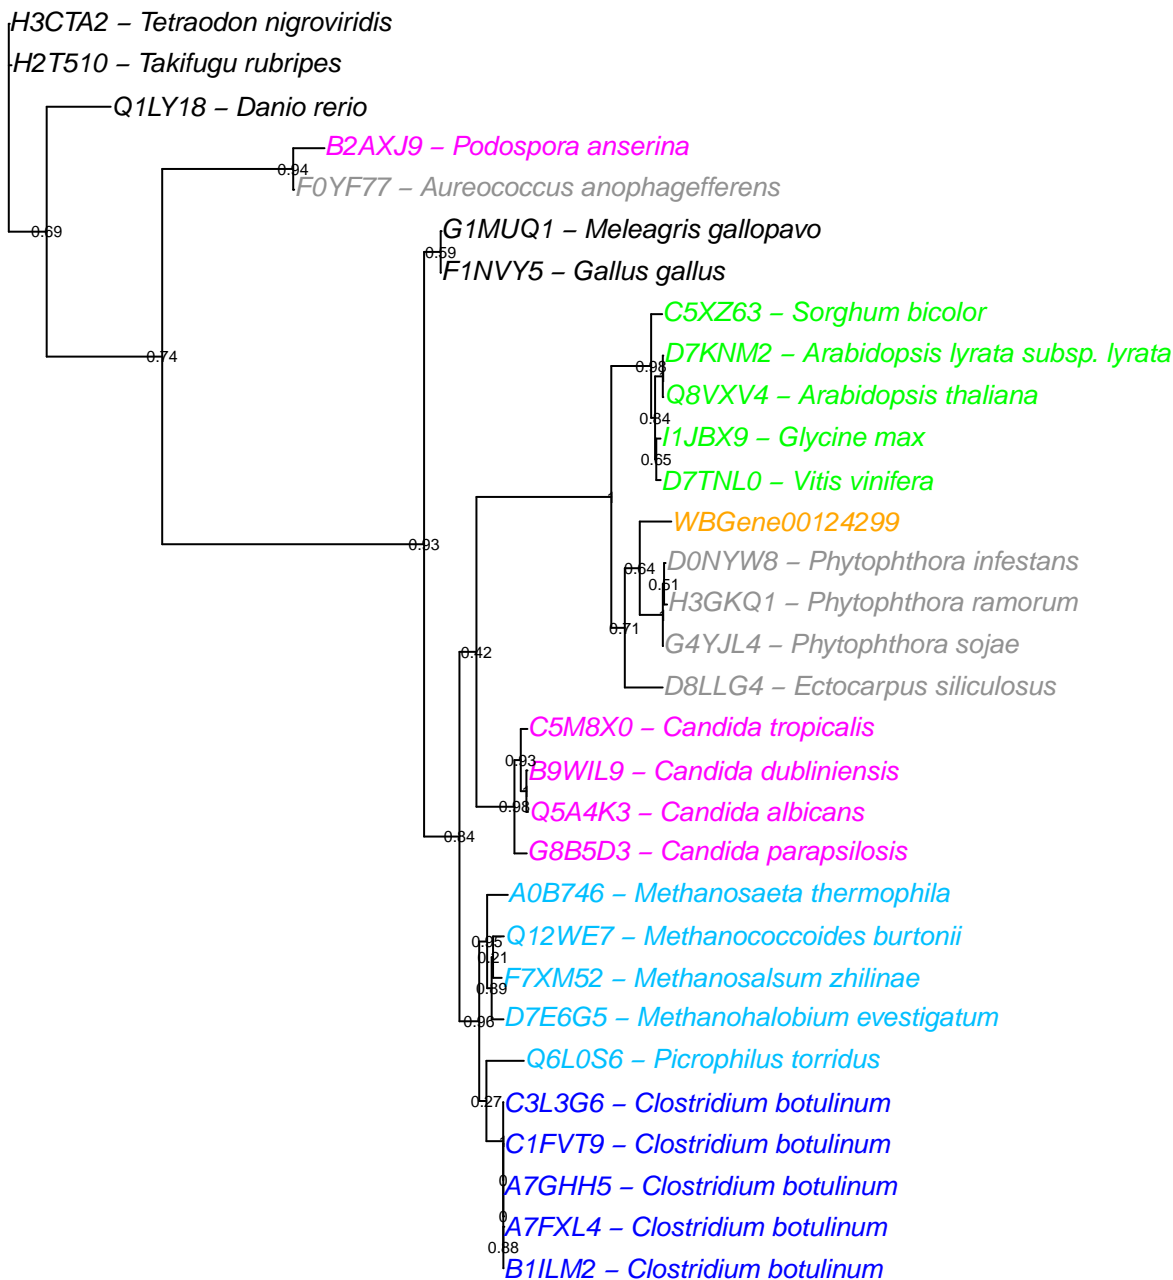 H3CTA2 – Tetraodon nigroviridis
H2T510 – Takifugu rubripes
Q1LY18 – Danio rerio
B2AXJ9 – Podospora anserina
0.94
F0YF77 – Aureococcus anophagefferens
G1MUQ1 – Meleagris gallopavo
0.69
0.59
F1NVY5 – Gallus gallus
C5XZ63 – Sorghum bicolor
D7KNM2 – Arabidopsis lyrata subsp. lyrata
0.74
0.98
Q8VXV4 – Arabidopsis thaliana
0.84
I1JBX9 – Glycine max
0.65
D7TNL0 – Vitis vinifera
1
WBGene00124299
0.93
D0NYW8 – Phytophthora infestans
0.64
0.51
H3GKQ1 – Phytophthora ramorum
1
0.71
G4YJL4 – Phytophthora sojae
0.42
D8LLG4 – Ectocarpus siliculosus
C5M8X0 – Candida tropicalis
0.93
B9WIL9 – Candida dubliniensis
1
0.98
Q5A4K3 – Candida albicans
0.84
G8B5D3 – Candida parapsilosis
A0B746 – Methanosaeta thermophila
Q12WE7 – Methanococcoides burtonii
0.95
0.21
F7XM52 – Methanosalsum zhilinae
0.89
D7E6G5 – Methanohalobium evestigatum
0.96
Q6L0S6 – Picrophilus torridus
0.27
C3L3G6 – Clostridium botulinum
C1FVT9 – Clostridium botulinum
1
0
A7GHH5 – Clostridium botulinum
0
A7FXL4 – Clostridium botulinum
0.88
B1ILM2 – Clostridium botulinum